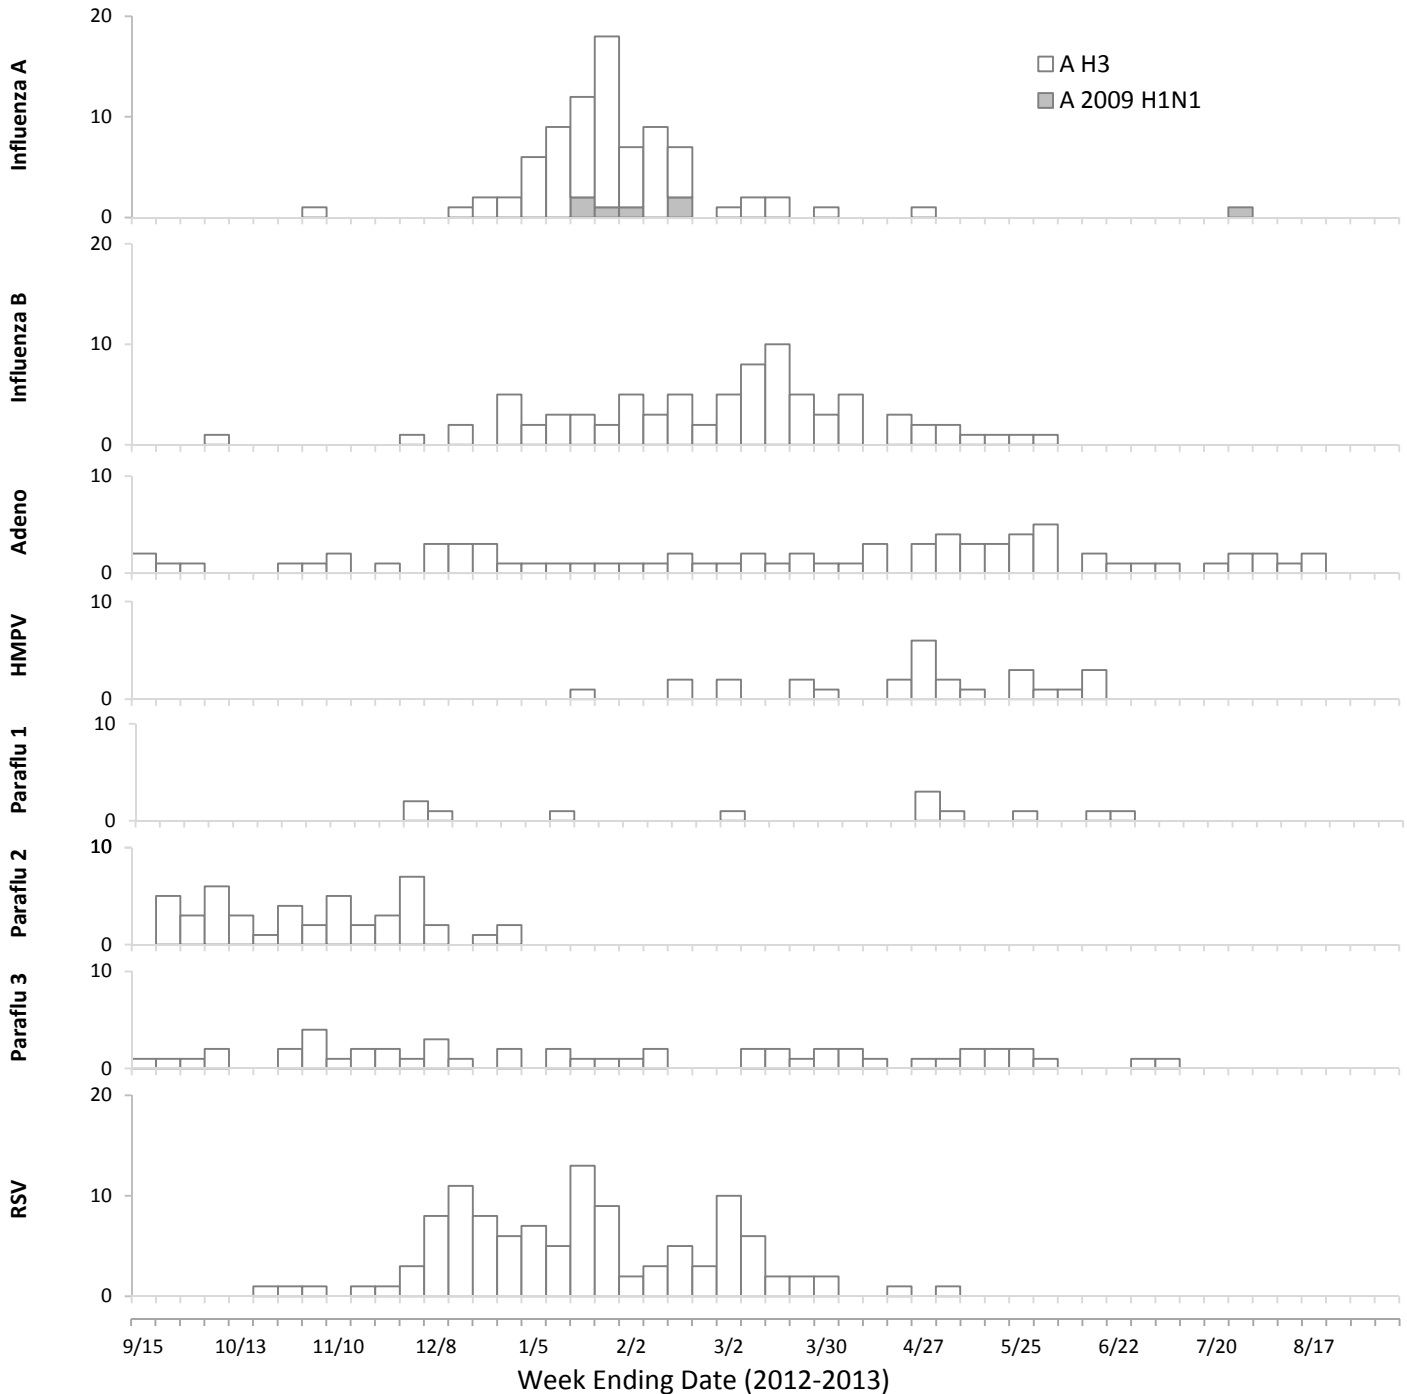 20
10
0
Influenza A
A H3
A 2009 H1N1
20
10
0
Influenza B
10
0
Adeno
10
0
HMPV
10
0
Paraflu 1
10
0
Paraflu 2
10
0
Paraflu 3
20
10
0
RSV
9/15 10/13 11/10 12/8 1/5 2/2 3/2 3/30 4/27 5/25 6/22 7/20 8/17
Week Ending Date (2012-2013)